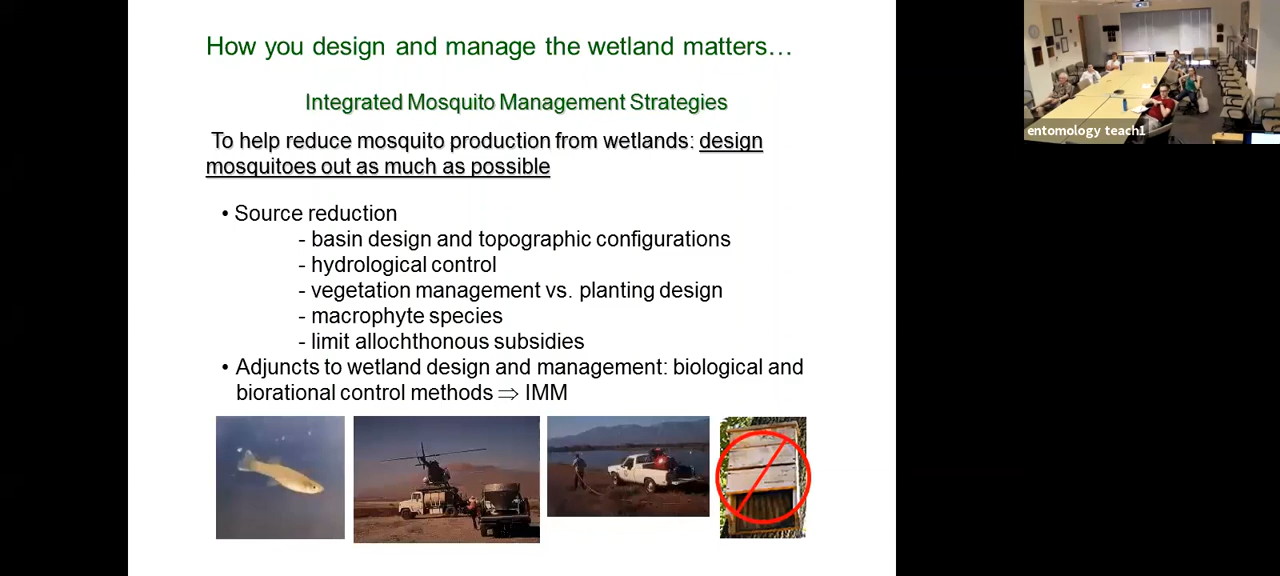 How you design and manage the wetland matters…
Integrated Mosquito Management Strategies
To help reduce mosquito production from wetlands: design
mosquitoes out as much as possible
• Source reduction
- basin design and topographic configurations
- hydrological control
- vegetation management vs. planting design
- macrophyte species
- limit allochthonous subsidies
• Adjuncts to wetland design and management: biological and
biorational control methods ⇒ IMM
entomology teach1